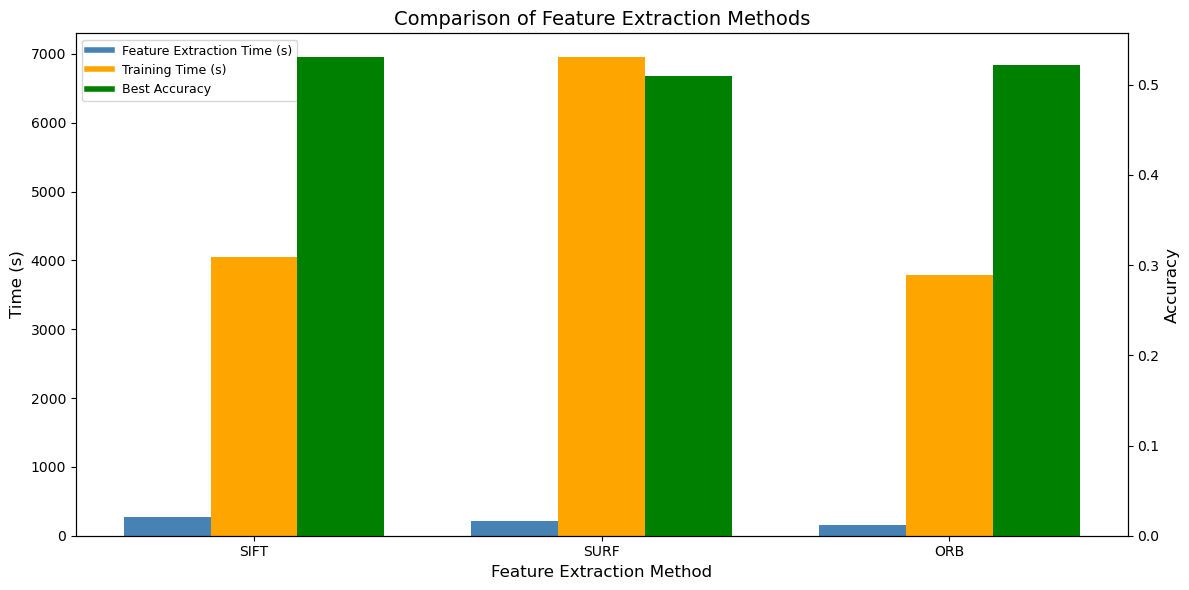 Comparison of Feature Extraction Methods
Feature Extraction Time (s)
Training Time (s)
Best Accuracy
Time (s)
7000
6000
5000
4000
3000
2000
1000
0
0.5
0.4
0.3
0.2
0.1
0.0
Accuracy
SIFT SURF ORB
Feature Extraction Method